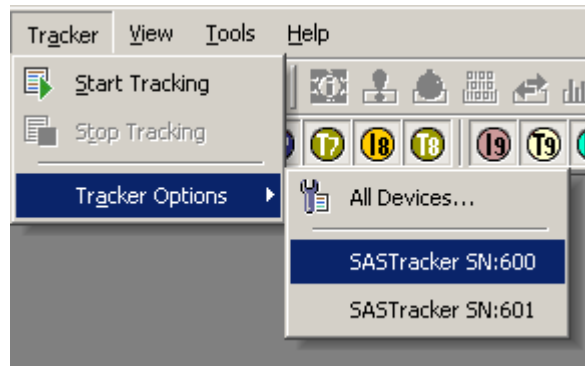 Tracker View Tools Help
Start Tracking
Stop Tracking
T7 I8 T8 I9 T9
Tracker Options
All Devices...
SASTracker SN:600
SASTracker SN:601